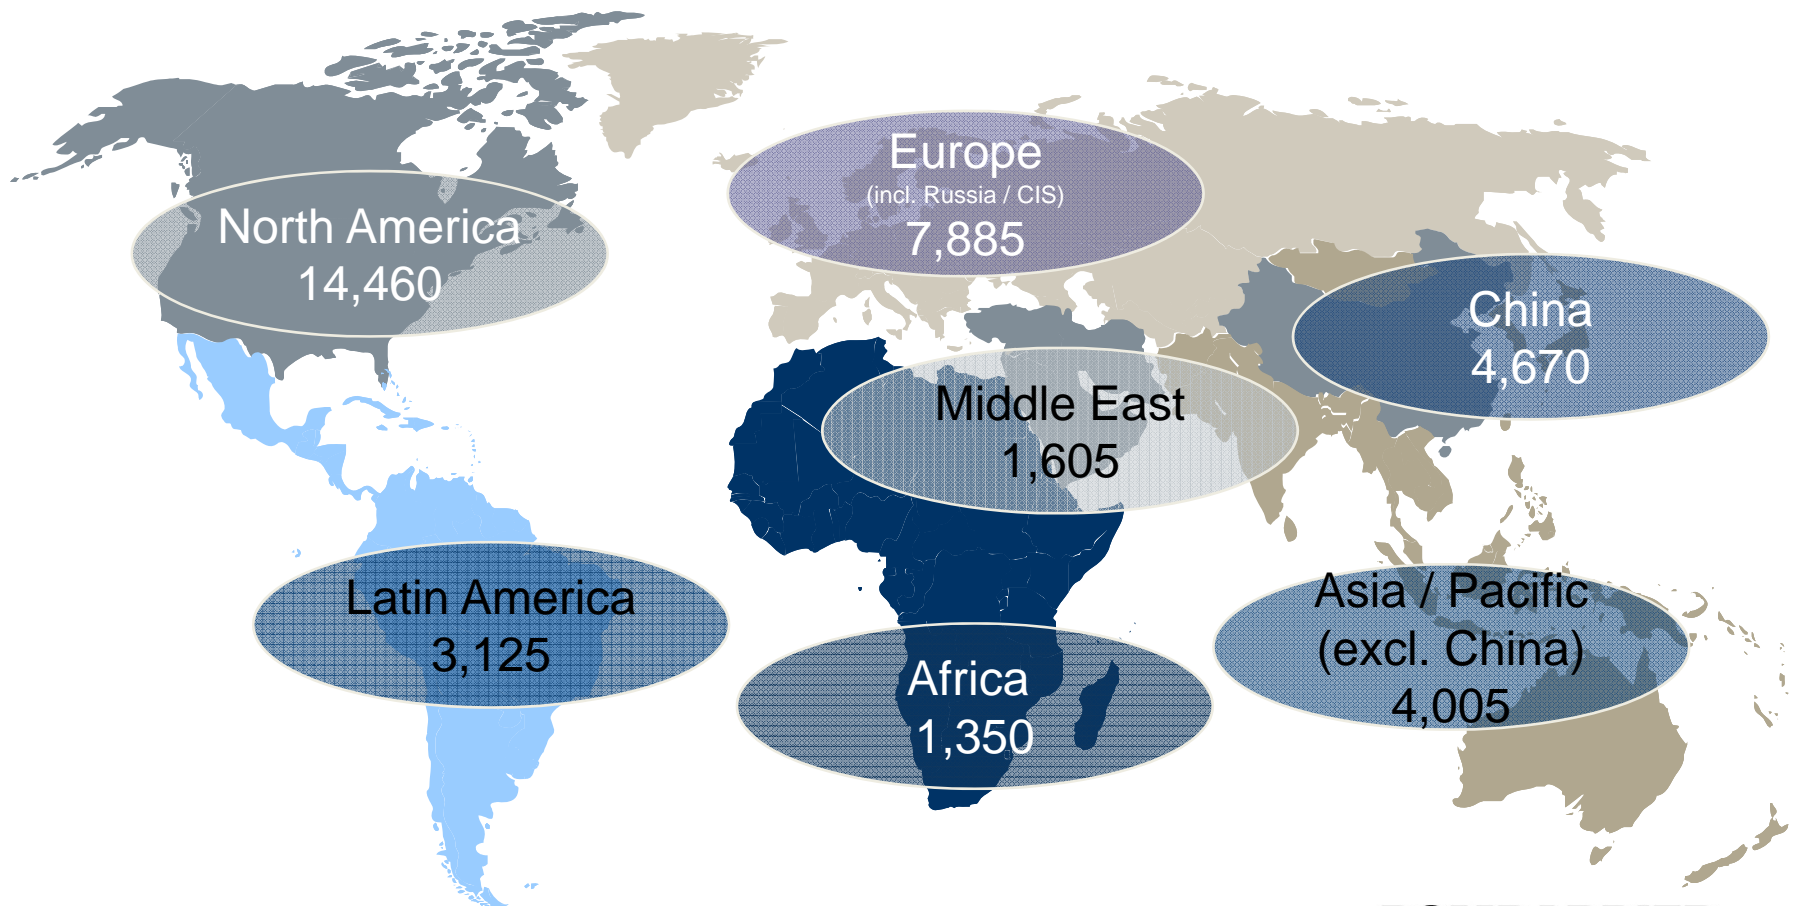 Europe
(incl. Russia / CIS)
7,885
North America
14,460
China
4,670
Middle East
1,605
Latin America
3,125
Asia / Pacific
(excl. China)
4,005
Africa
1,350